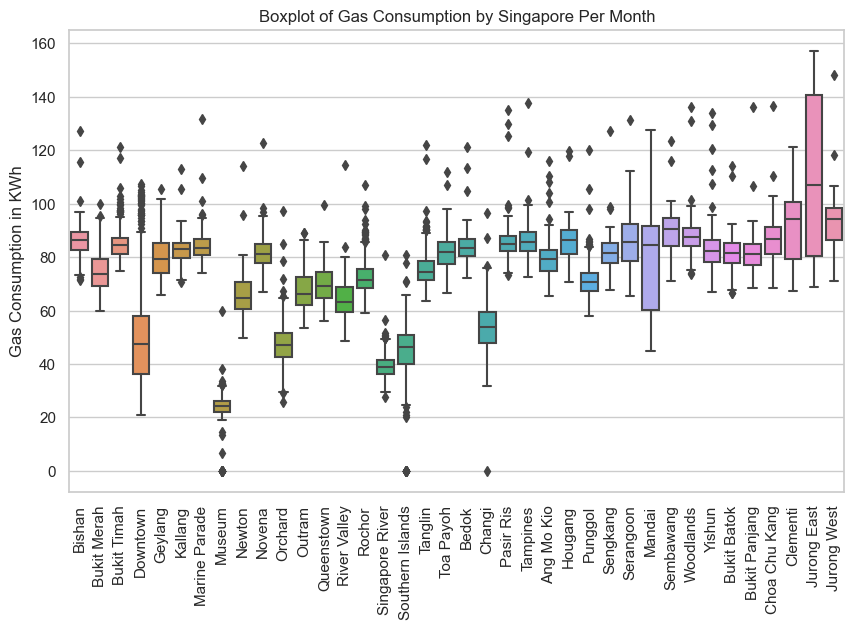 Boxplot of Gas Consumption by Singapore Per Month
Gas Consumption in KWh
160
140
120
100
80
60
40
20
0
Bishan
Bukit Merah
Bukit Timah
Downtown
Geylang
Kallang
Marine Parade
Museum
Newton
Novena
Orchard
Outram
Queenstown
River Valley
Rochor
Singapore River
Southern Islands
Tanglin
Toa Payoh
Bedok
Changi
Pasir Ris
Tampines
Ang Mo Kio
Hougang
Punggol
Sengkang
Serangoon
Mandai
Sembawang
Woodlands
Yishun
Bukit Batok
Bukit Panjang
Choa Chu Kang
Clementi
Jurong East
Jurong West